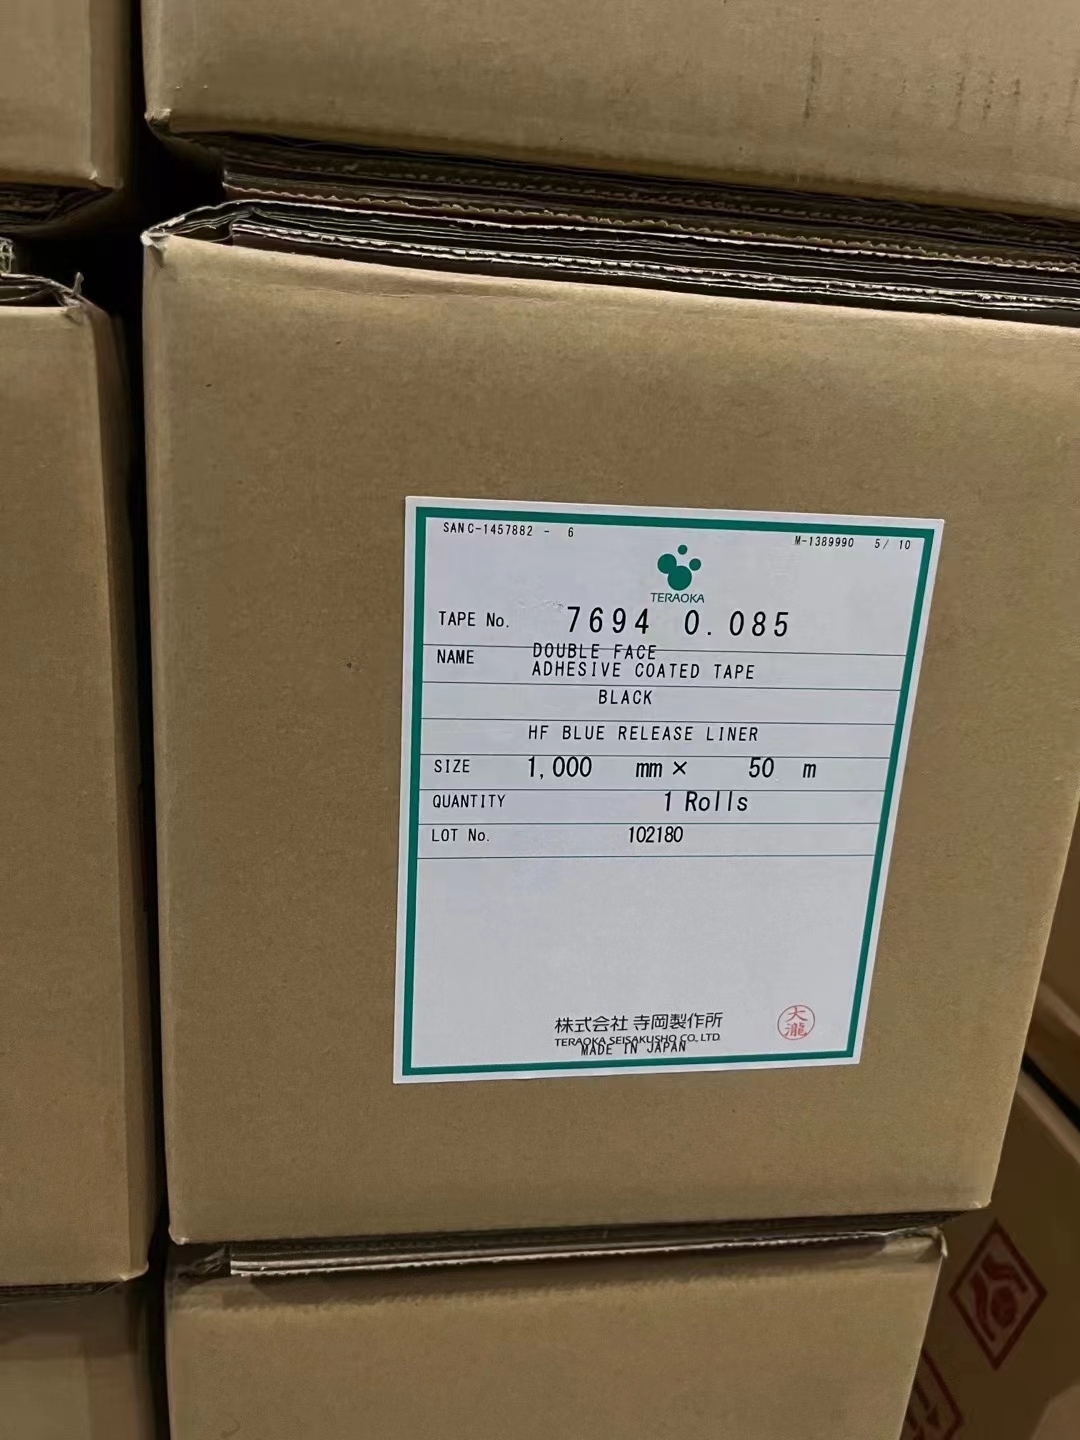 SANC-1457882 - 6
M-1389990 5/ 10
TERAOKA
TAPE No. 7694 0.085
NAME DOUBLE FACE
ADHESIVE COATED TAPE
BLACK
HF BLUE RELEASE LINER
SIZE 1,000 mm × 50 m
QUANTITY 1 Rolls
LOT No. 102180
株式会社 寺岡製作所
TERAOKA SEISAKUSHO CO., LTD.
MADE IN JAPAN
大瀧